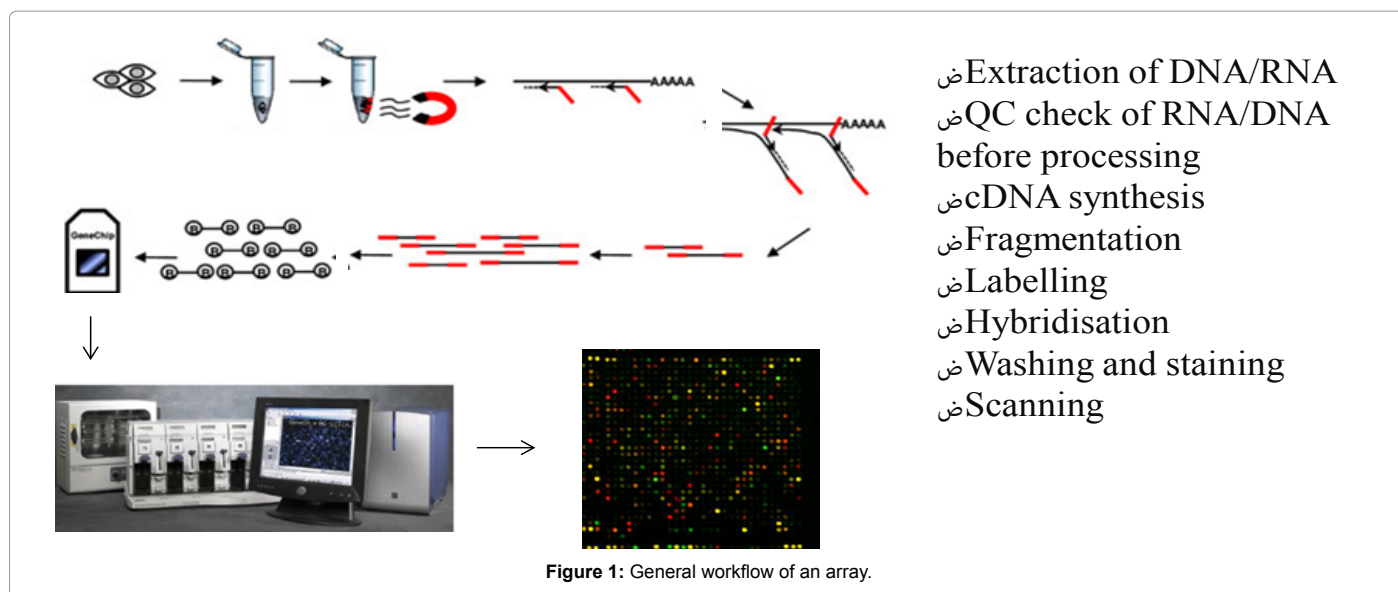 AAAAA
AAAAA
ضExtraction of DNA/RNA
ضQC check of RNA/DNA
before processing
ضcDNA synthesis
ضFragmentation
ضLabelling
ضHybridisation
ضWashing and staining
ضScanning
GeneChip
B B B B
B B B B
B B B B B B
Figure 1: General workflow of an array.